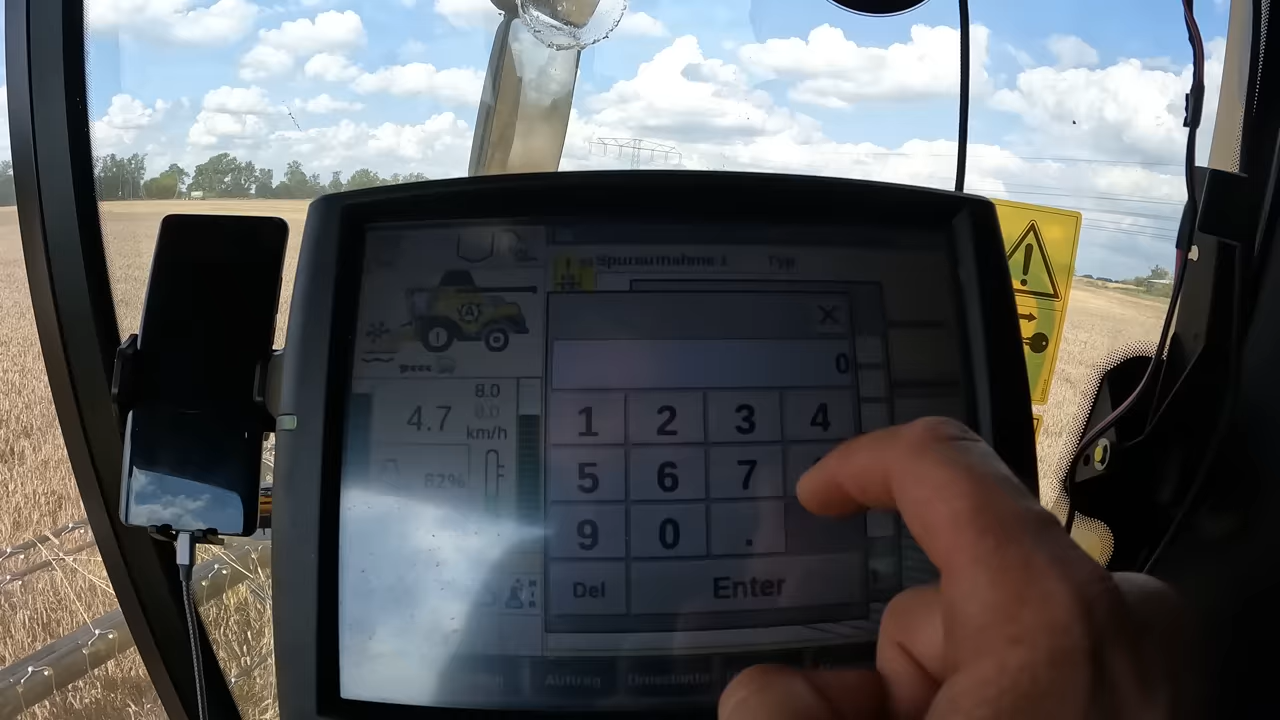 Spuraufnahme 1 Typ
A
0
8.0
4.7 0.0
km/h
82%
1 2 3 4
5 6 7
9 0 .
Del Enter
Auftrag